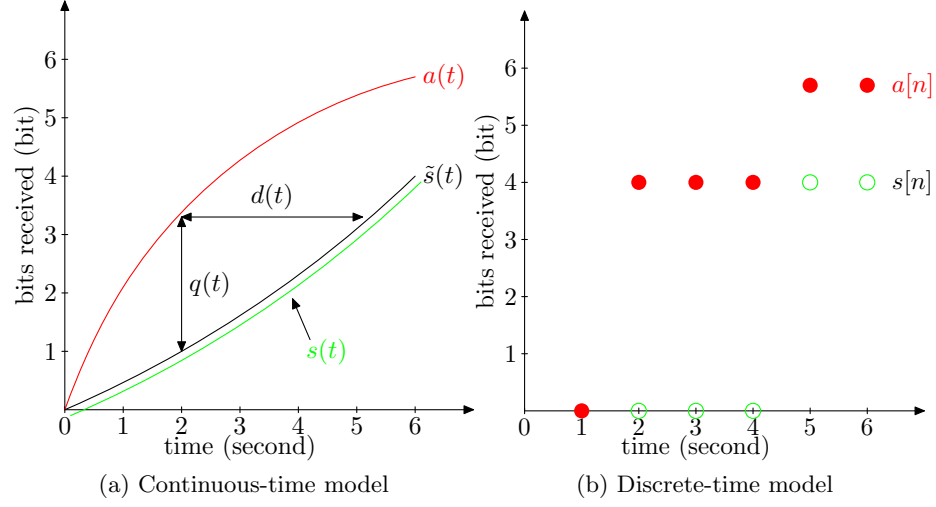 bits received (bit)
6
5
4
3
2
1
0 1 2 3 4 5 6
time (second)
a(t)
s̃(t)
d(t)
q(t)
s(t)
(a) Continuous-time model
bits received (bit)
6
5
4
3
2
1
0 1 2 3 4 5 6
time (second)
a[n]
s[n]
(b) Discrete-time model